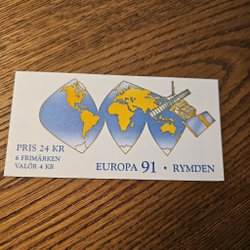 PRIS 24 KR
6 FRIMÄRKEN
VALÖR 4 KR
EUROPA 91 · RYMDEN